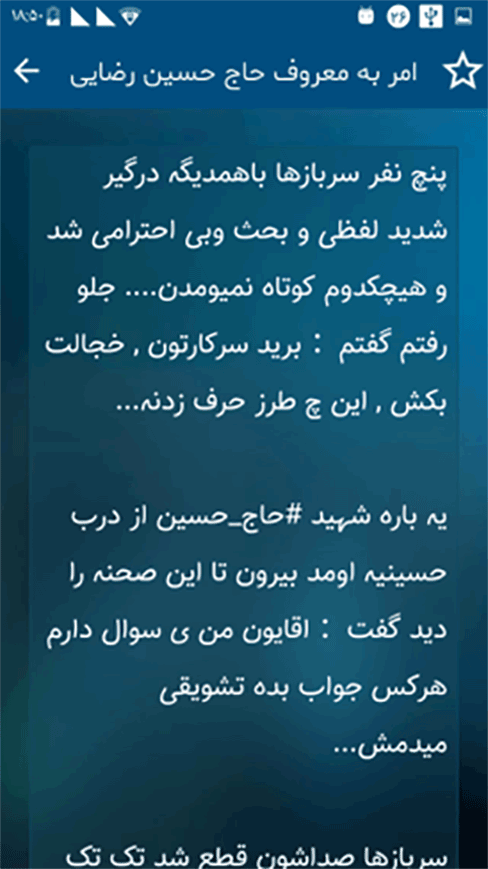 ۱۸:۵۰
۲۶
امر به معروف حاج حسین رضایی
پنچ نفر سربازها باهمدیگه درگیر
شدید لفظی و بحث وبی احترامی شد
و هیچکدوم کوتاه نمیومدن.... جلو
رفتم گفتم : برید سرکارتون , خجالت
بکش , این چ طرز حرف زدنه...
یه باره شهید #حاج_حسین از درب
حسینیه اومد بیرون تا این صحنه را
دید گفت : اقایون من ی سوال دارم
هرکس جواب بده تشویقی
میدمش...
سربازها صداشون قطع شد تک تک